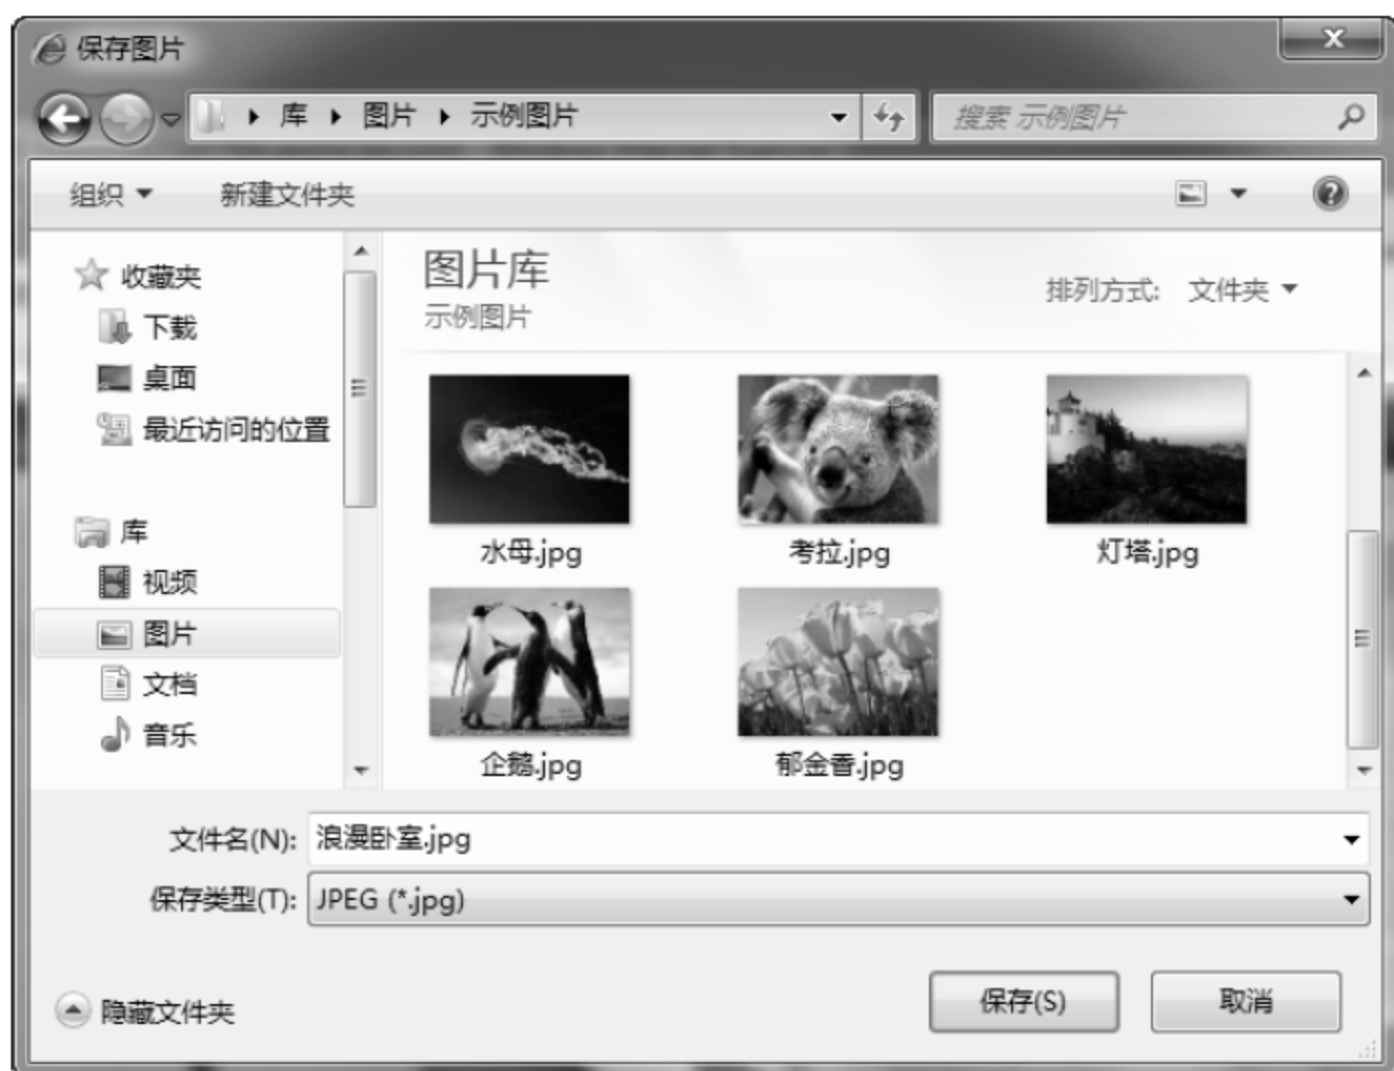 保存图片
库 图片 示例图片
搜索 示例图片
组织 新建文件夹
收藏夹
下载
桌面
最近访问的位置
库
视频
图片
文档
音乐
图片库
示例图片
排列方式: 文件夹
水母.jpg 考拉.jpg 灯塔.jpg
企鹅.jpg 郁金香.jpg
文件名(N): 浪漫卧室.jpg
保存类型(T): JPEG (*.jpg)
隐藏文件夹 保存(S) 取消